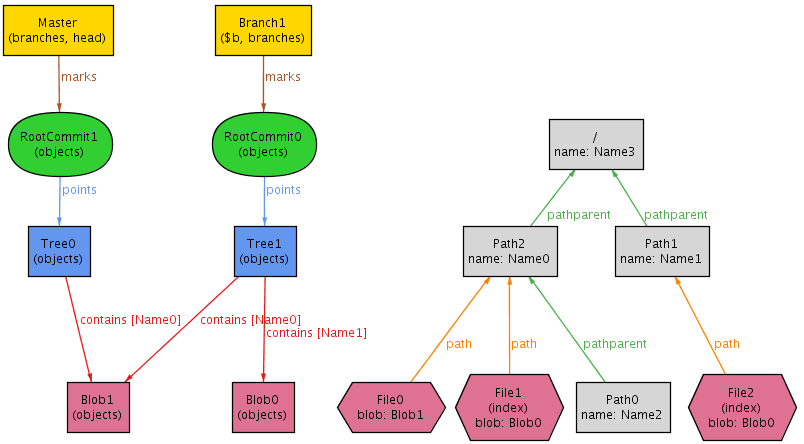 Master
(branches, head)
Branch1
($b, branches)
marks
marks
RootCommit1
(objects)
RootCommit0
(objects)
/
name: Name3
points
points
pathparent
pathparent
Tree0
(objects)
Tree1
(objects)
Path2
name: Name0
Path1
name: Name1
contains [Name0]
contains [Name0]
contains [Name1]
path
path
pathparent
path
Blob1
(objects)
Blob0
(objects)
File0
blob: Blob1
File1
(index)
blob: Blob0
Path0
name: Name2
File2
(index)
blob: Blob0